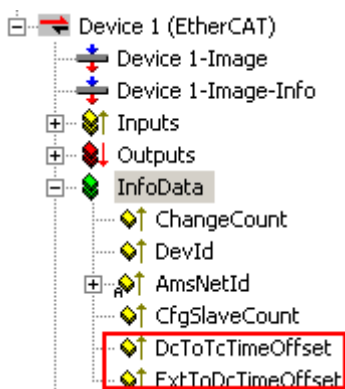 Device 1 (EtherCAT)
Device 1-Image
Device 1-Image-Info
Inputs
Outputs
InfoData
ChangeCount
DevId
AmsNetId
CfgSlaveCount
DcToTcTimeOffset
ExtToDcTimeOffset